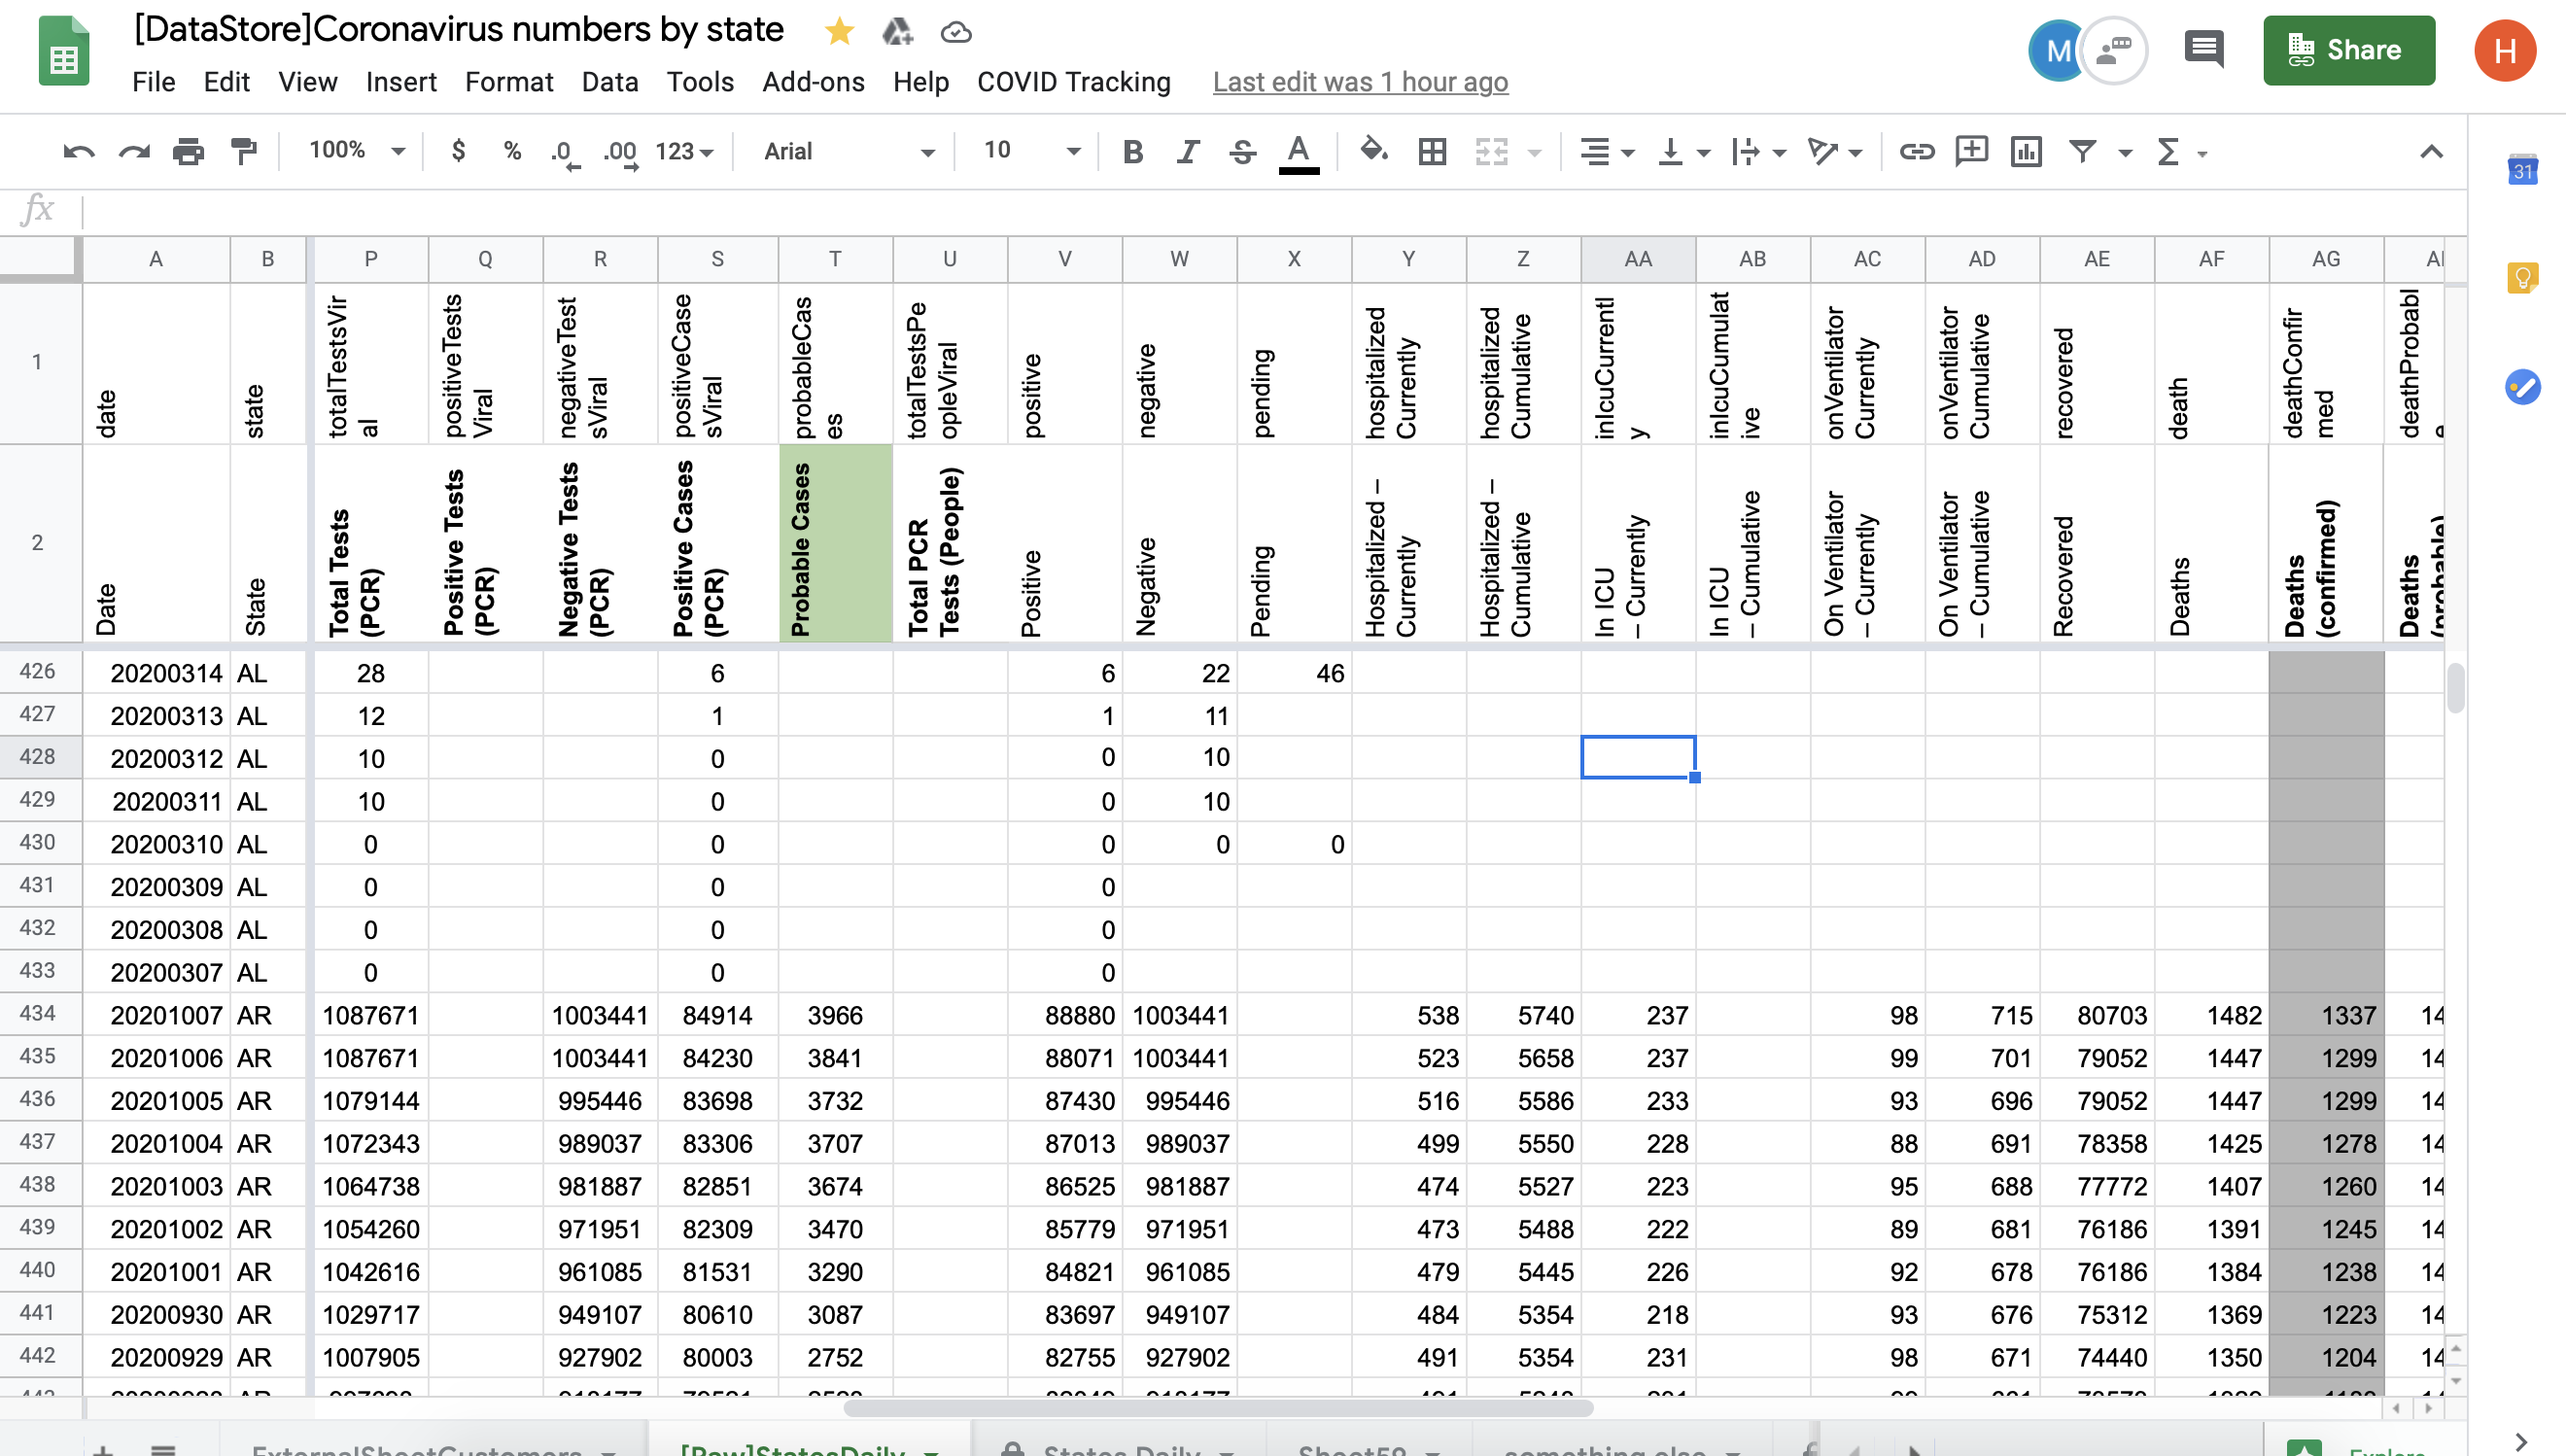 [DataStore]Coronavirus numbers by state
M
Share
H
File Edit View Insert Format Data Tools Add-ons Help COVID Tracking Last edit was 1 hour ago
100% $ % .0 .00 123 Arial 10 B I S A Σ
31
fx
A B P Q R S T U V W X Y Z AA AB AC AD AE AF AG
1 date state totalTestsViral positiveTestsViral negativeTestsViral positiveCasesViral probableCases totalTestsPeopleViral positive negative pending hospitalizedCurrently hospitalizedCumulative inIcuCurrently inIcuCumulative onVentilatorCurrently onVentilatorCumulative recovered death deathConfirmed deathProbable
2 Date State Total Tests (PCR) Positive Tests (PCR) Negative Tests (PCR) Positive Cases (PCR) Probable Cases Total PCR Tests (People) Positive Negative Pending Hospitalized – Currently Hospitalized – Cumulative In ICU – Currently In ICU – Cumulative On Ventilator – Currently On Ventilator – Cumulative Recovered Deaths Deaths (confirmed) Deaths (probable)
426 20200314 AL 28 6 6 22 46
427 20200313 AL 12 1 1 11
428 20200312 AL 10 0 0 10
429 20200311 AL 10 0 0 10
430 20200310 AL 0 0 0 0 0
431 20200309 AL 0 0 0
432 20200308 AL 0 0 0
433 20200307 AL 0 0 0
434 20201007 AR 1087671 1003441 84914 3966 88880 1003441 538 5740 237 98 715 80703 1482 1337 14
435 20201006 AR 1087671 1003441 84230 3841 88071 1003441 523 5658 237 99 701 79052 1447 1299 14
436 20201005 AR 1079144 995446 83698 3732 87430 995446 516 5586 233 93 696 79052 1447 1299 14
437 20201004 AR 1072343 989037 83306 3707 87013 989037 499 5550 228 88 691 78358 1425 1278 14
438 20201003 AR 1064738 981887 82851 3674 86525 981887 474 5527 223 95 688 77772 1407 1260 14
439 20201002 AR 1054260 971951 82309 3470 85779 971951 473 5488 222 89 681 76186 1391 1245 14
440 20201001 AR 1042616 961085 81531 3290 84821 961085 479 5445 226 92 678 76186 1384 1238 14
441 20200930 AR 1029717 949107 80610 3087 83697 949107 484 5354 218 93 676 75312 1369 1223 14
442 20200929 AR 1007905 927902 80003 2752 82755 927902 491 5354 231 98 671 74440 1350 1204 14
ExternalSheetCustomers [Raw]StatesDaily States Daily Sheet59 something else Explore